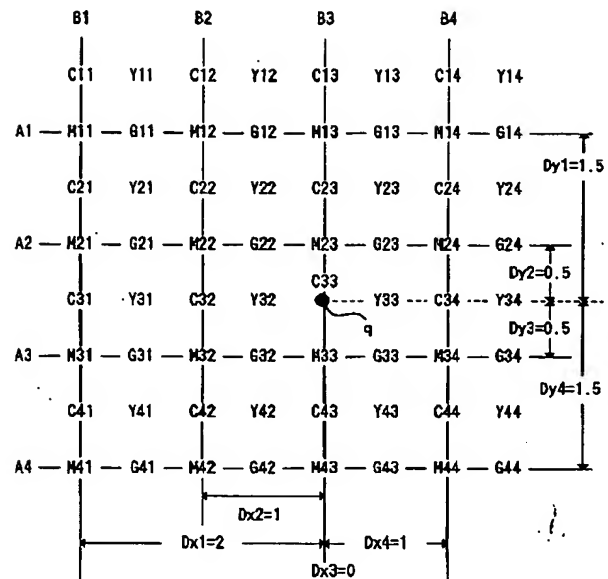 B1 B2 B3 B4
C11 Y11 C12 Y12 C13 Y13 C14 Y14
A1 M11 G11 M12 G12 M13 G13 M14 G14
Dy1=1.5
C21 Y21 C22 Y22 C23 Y23 C24 Y24
A2 M21 G21 M22 G22 M23 G23 M24 G24
Dy2=0.5
C33
C31 Y31 C32 Y32 Y33 C34 Y34
q
Dy3=0.5
A3 M31 G31 M32 G32 M33 G33 M34 G34
Dy4=1.5
C41 Y41 C42 Y42 C43 Y43 C44 Y44
A4 M41 G41 M42 G42 M43 G43 M44 G44
Dx2=1
Dx1=2 Dx4=1
Dx3=0